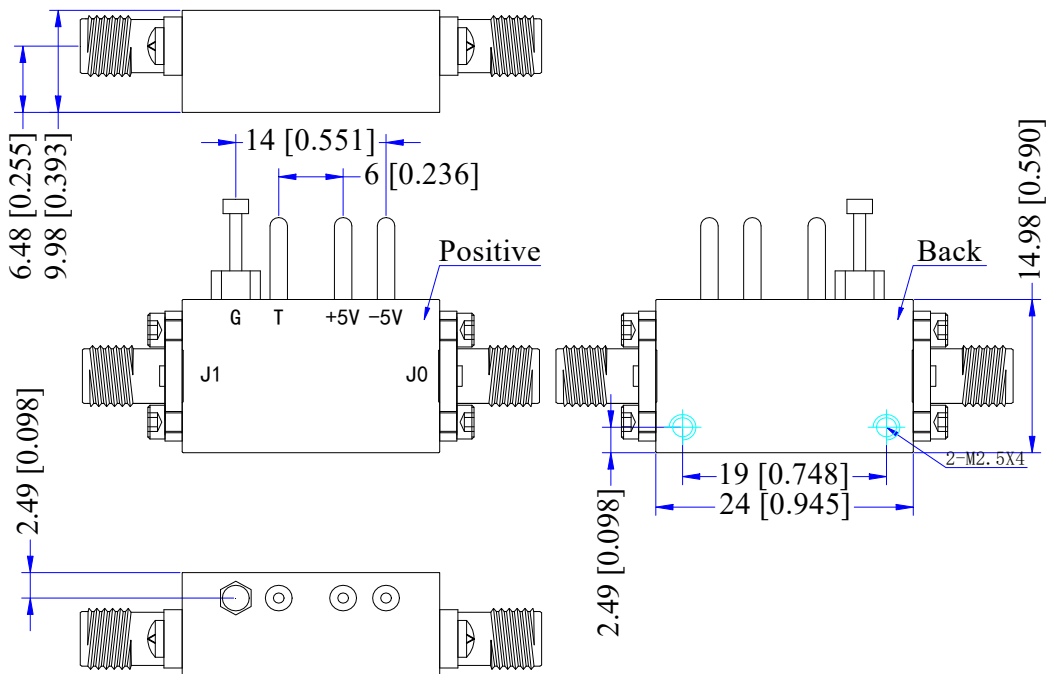 6.48 [0.255]
9.98 [0.393]
14 [0.551]
6 [0.236]
Positive
G T +5V -5V
J1 J0
Back
14.98 [0.590]
2-M2.5X4
19 [0.748]
24 [0.945]
2.49 [0.098]
2.49 [0.098]